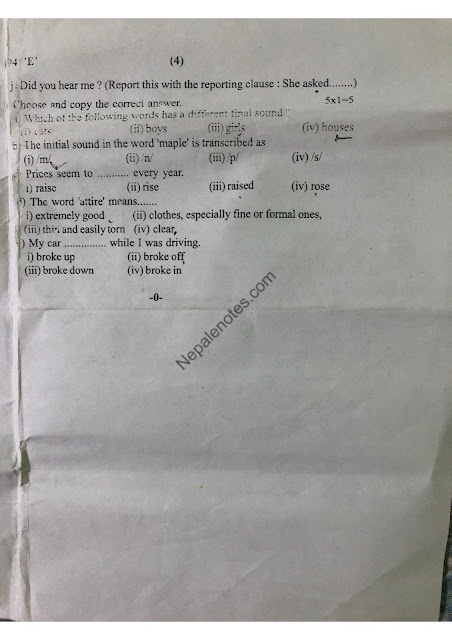 'E'
(4)
j. Did you hear me ? (Report this with the reporting clause : She asked........)
Choose and copy the correct answer. 5x1=5
Which of the following words has a different final sound
(i) cats (ii) boys (iii) girls (iv) houses
b. The initial sound in the word 'maple' is transcribed as
(i) /m/ (ii) /n/ (iii) /p/ (iv) /s/
Prices seem to ........... every year.
i) raise (ii) rise (iii) raised (iv) rose
d) The word 'attire' means.......
i) extremely good (ii) clothes, especially fine or formal ones,
(iii) thin and easily torn (iv) clear,
) My car ............... while I was driving.
i) broke up (ii) broke off
(iii) broke down (iv) broke in
-0-
Nepalenotes.com